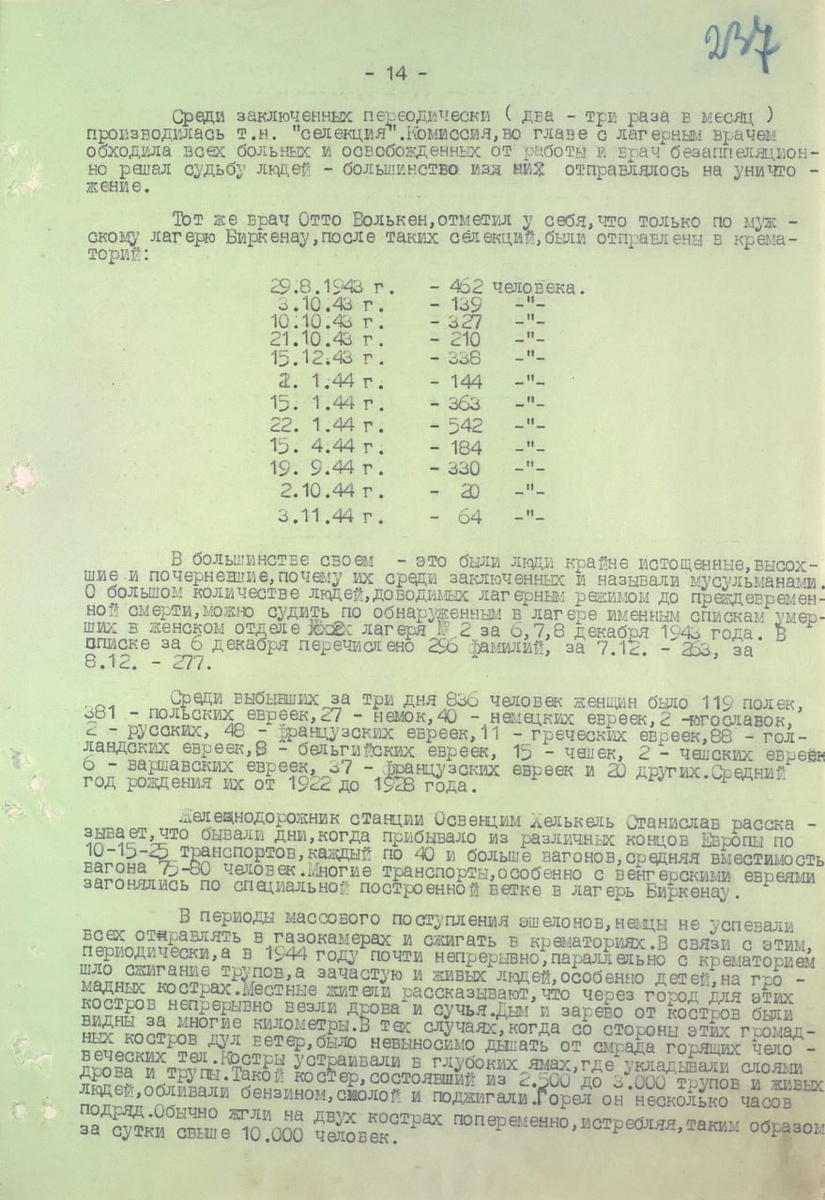 237
- 14 -
Среди заключенных переодически ( два - три раза в месяц )
производилась т.н. "селекция".Комиссия,во главе с лагерным врачем
обходила всех больных и освобожденных от работы и врач безаппеляцион-
но решал судьбу людей - большинство изя них отправлялось на уничто -
жение.
Тот же врач Отто Волькен,отметил у себя,что только по муж -
скому лагерю Биркенау,после таких селекций,были отправлены в крема-
торий:
29.8.1943 г. - 462 человека.
3.10.43 г. - 139 -"-
10.10.43 г. - 327 -"-
21.10.43 г. - 210 -"-
15.12.43 г. - 338 -"-
2. 1.44 г. - 144 -"-
15. 1.44 г. - 363 -"-
22. 1.44 г. - 542 -"-
15. 4.44 г. - 184 -"-
19. 9.44 г. - 330 -"-
2.10.44 г. - 20 -"-
3.11.44 г. - 64 -"-
В большинстве своем - это были люди крайне истощенные,высох-
шие и почерневшие,почему их среди заключенных и называли мусульманами.
О большом количестве людей,доводимых лагерным режимом до преждевремен-
ной смерти,можно судить по обнаруженным в лагере именным спискам умер-
ших в женском отделе лагеря № 2 за 6,7,8 декабря 1943 года. В
списке за 6 декабря перечислено 296 фамилий, за 7.12. - 263, за
8.12. - 277.
Среди выбывших за три дня 836 человек женщин было 119 полек,
381 - польских евреек,27 - немок,40 - немецких евреек,2 -югославок,
2 - русских, 48 - французских евреек,11 - греческих евреек,88 - гол-
ландских евреек,8 - бельгийских евреек, 15 - чешек, 2 - чешских евреек
6 - варшавских евреек, 37 - французских евреек и 20 других.Средний
год рождения их от 1922 до 1928 года.
Железнодорожник станции Освенцим Хелькель Станислав расска -
зывает,что бывали дни,когда прибывало из различных концов Европы по
10-15-25 транспортов,каждый по 40 и больше вагонов,средняя вместимость
вагона 75-80 человек.Многие транспорты,особенно с венгерскими евреями
загонялись по специальной построенной ветке в лагерь Биркенау.
В периоды массового поступления эшелонов,немцы не успевали
всех отправлять в газокамерах и сжигать в крематориях.В связи с этим,
периодически,а в 1944 году почти непрерывно,параллельно с крематорием
шло сжигание трупов,а зачастую и живых людей,особенно детей,на гро -
мадных кострах.Местные жители рассказывают,что через город для этих
костров непрерывно везли дрова и сучья.Дым и зарево от костров были
видны за многие километры.В тех случаях,когда со стороны этих громад-
ных костров дул ветер,было невыносимо дышать от смрада горящих чело -
веческих тел.Костры устраивали в глубоких ямах,где укладывали слоями
дрова и трупы.Такой костер,состоявший из 2.500 до 3.000 трупов и живых
людей,обливали бензином,смолой и поджигали.Горел он несколько часов
подряд.Обычно жгли на двух кострах попеременно,истребляя,таким образом
за сутки свыше 10.000 человек.